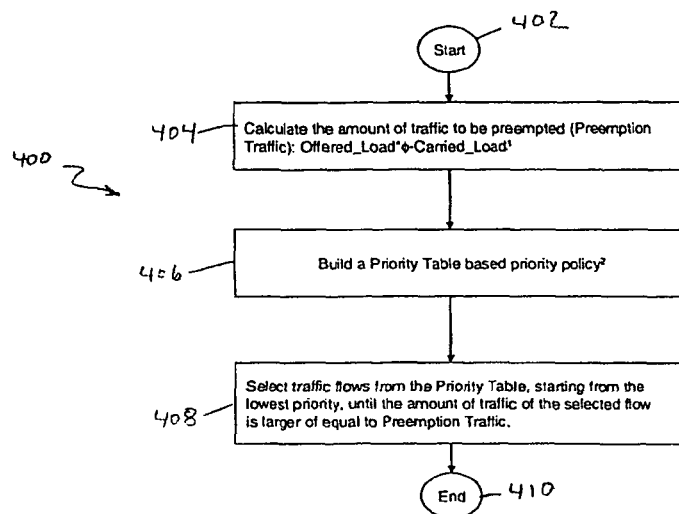 402
Start
404
Calculate the amount of traffic to be preempted (Preemption
Traffic): Offered_Load*ϕ-Carried_Load¹
400
406
Build a Priority Table based priority policy²
Select traffic flows from the Priority Table, starting from the
lowest priority, until the amount of traffic of the selected flow
is larger of equal to Preemption Traffic.
408
End
410